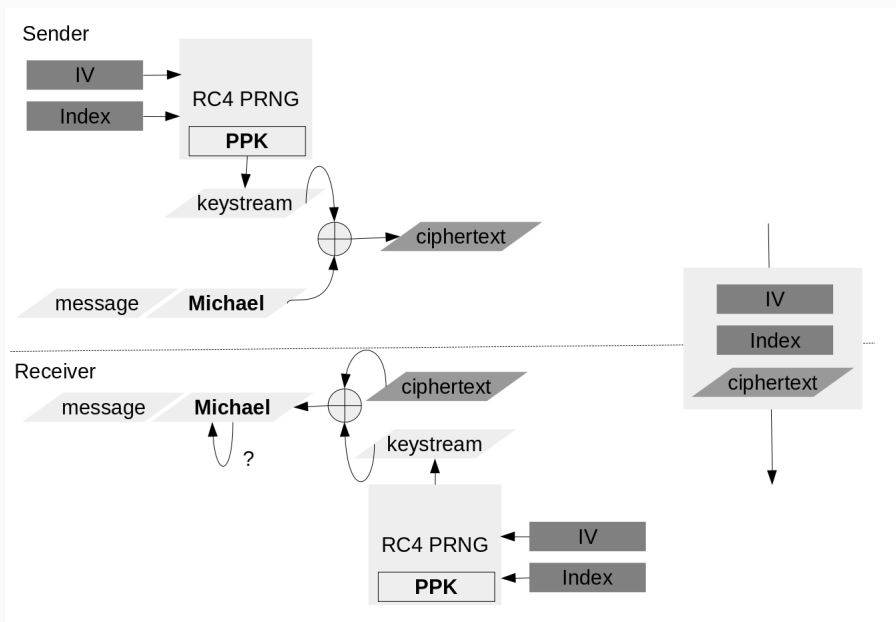 Sender
IV
RC4 PRNG
Index
PPK
keystream
ciphertext
message Michael
IV
Index
ciphertext
Receiver
ciphertext
message Michael
keystream
?
RC4 PRNG
IV
Index
PPK